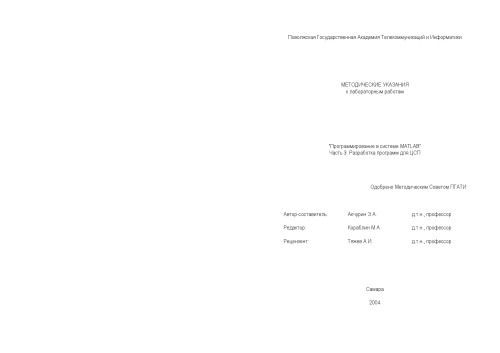 Поволжская Государственная Академия Телекоммуникаций и Информатики
МЕТОДИЧЕСКИЕ УКАЗАНИЯ
к лабораторным работам
"Программирование в системе MATLAB"
Часть 3 Разработка программ для ЦСП
Одобрено Методическим Советом ПГАТИ
Автор-составитель: Акчурин Э.А. д.т.н., профессор
Редактор: Кораблин М.А. д.т.н., профессор
Рецензент: Тяжев А.И. д.т.н., профессор
Самара
2004